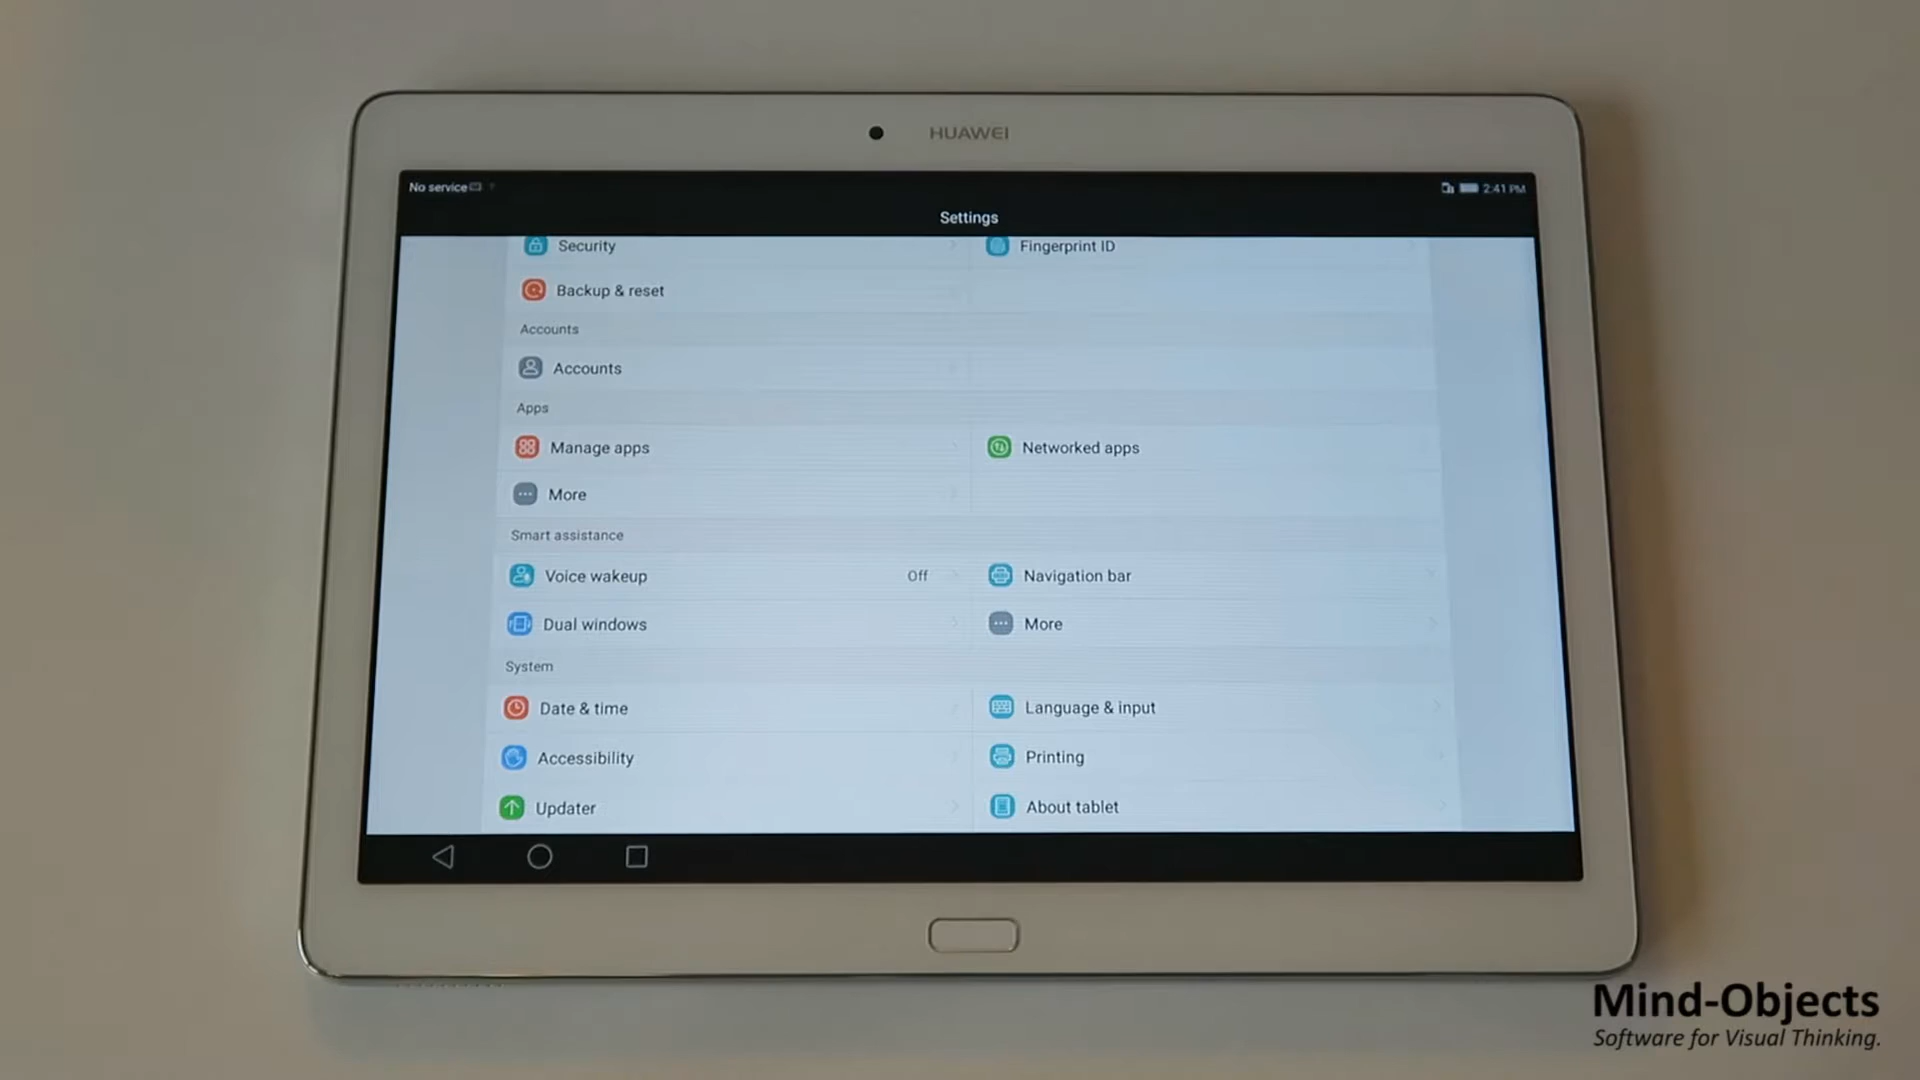 HUAWEI
No service
2:41 PM
Settings
Security
Fingerprint ID
Backup & reset
Accounts
Accounts
Apps
Manage apps
Networked apps
More
Smart assistance
Voice wakeup
Off
Navigation bar
Dual windows
More
System
Date & time
Language & input
Accessibility
Printing
Updater
About tablet
Mind-Objects
Software for Visual Thinking.